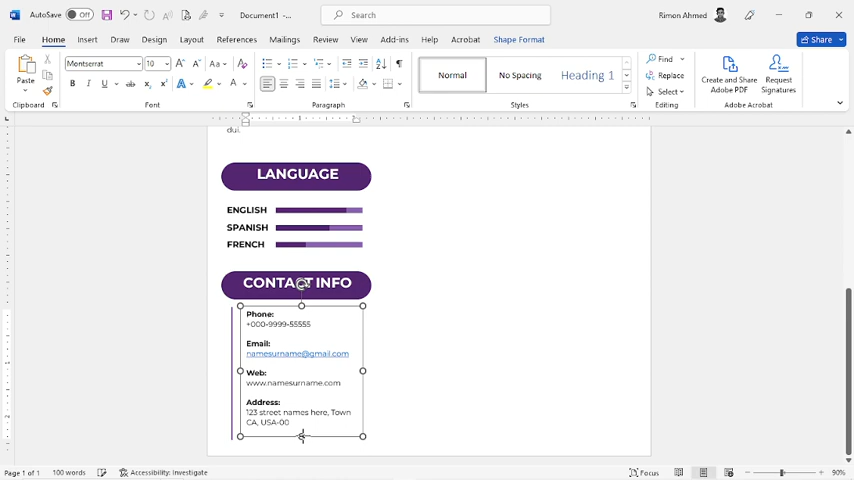 AutoSave
Off
Document1 -...
Search
Rimon Ahmed
File
Home
Insert
Draw
Design
Layout
References
Mailings
Review
View
Add-ins
Help
Acrobat
Shape Format
Share
Paste
Clipboard
Montserrat
10
Font
Paragraph
Normal
No Spacing
Heading 1
Styles
Find
Replace
Select
Editing
Create and Share
Adobe PDF
Request
Signatures
Adobe Acrobat
dui.
LANGUAGE
ENGLISH
SPANISH
FRENCH
CONTACT INFO
Phone:
+000-9999-55555
Email:
namesurname@gmail.com
Web:
www.namesurname.com
Address:
123 street names here, Town
CA, USA-00
Page 1 of 1
100 words
Accessibility: Investigate
Focus
90%